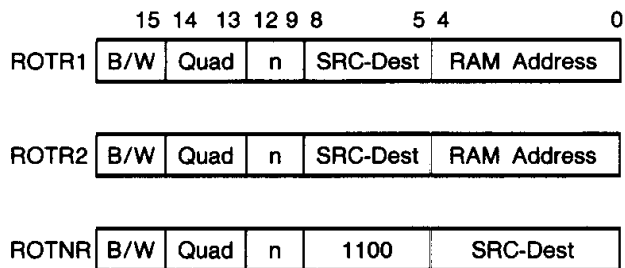 15 14 13 12 9 8 5 4 0
ROTR1 B/W Quad n SRC-Dest RAM Address
ROTR2 B/W Quad n SRC-Dest RAM Address
ROTNR B/W Quad n 1100 SRC-Dest